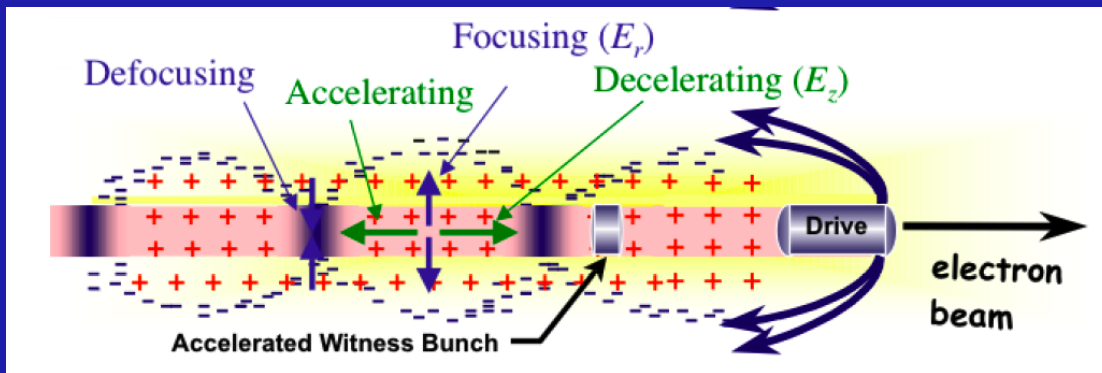 Focusing (E_r)
Defocusing
Accelerating
Decelerating (E_z)
Drive
electron
beam
Accelerated Witness Bunch